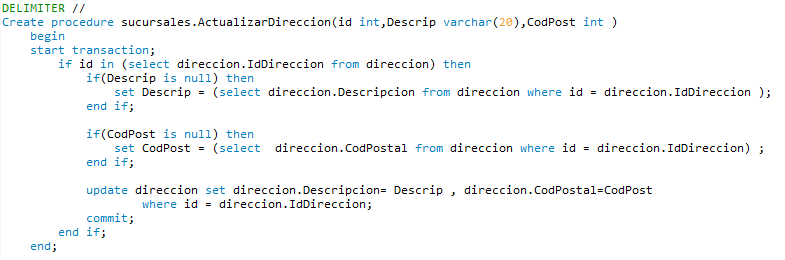 DELIMITER //
Create procedure sucursales.ActualizarDireccion(id int,Descrip varchar(20),CodPost int )
begin
start transaction;
if id in (select direccion.IdDireccion from direccion) then
if(Descrip is null) then
set Descrip = (select direccion.Descripcion from direccion where id = direccion.IdDireccion );
end if;
if(CodPost is null) then
set CodPost = (select  direccion.CodPostal from direccion where id = direccion.IdDireccion) ;
end if;
update direccion set direccion.Descripcion= Descrip , direccion.CodPostal=CodPost
where id = direccion.IdDireccion;
commit;
end if;
end;